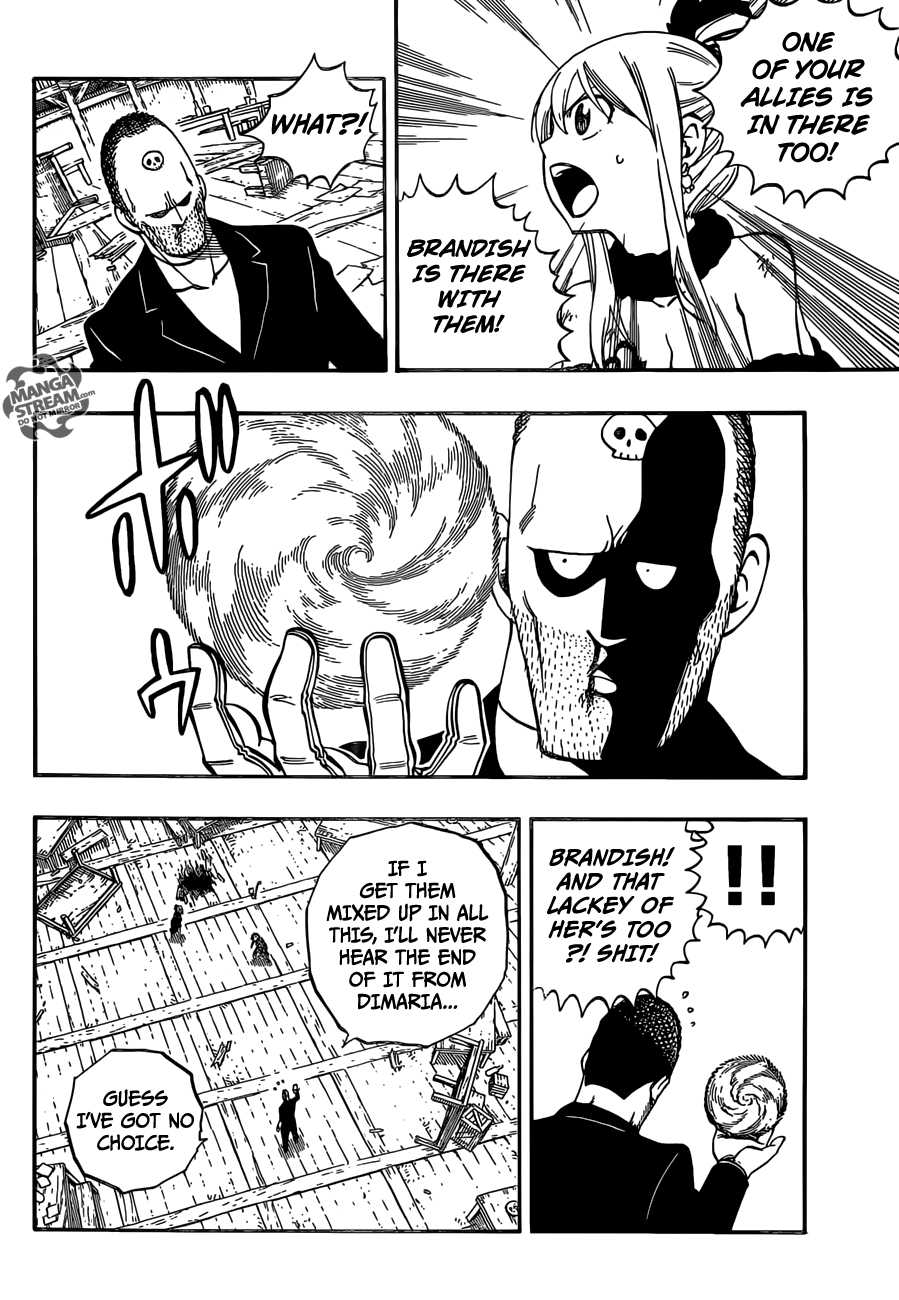 ONE
OF YOUR
ALLIES IS
IN THERE
TOO!
BRANDISH
IS THERE
WITH
THEM!
WHAT?!
MANGA
STREAM.com
DO NOT MIRROR
BRANDISH!
AND THAT
LACKEY OF
HER'S TOO
?! SHIT!
!!
IF I
GET THEM
MIXED UP IN ALL
THIS, I'LL NEVER
HEAR THE END
OF IT FROM
DIMARIA...
GUESS
I'VE GOT NO
CHOICE.